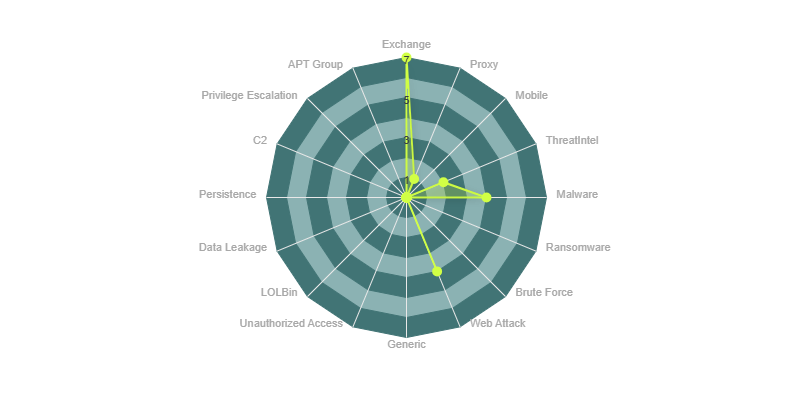 Exchange
Proxy
Mobile
ThreatIntel
Malware
Ransomware
Brute Force
Web Attack
Generic
Unauthorized Access
LOLBin
Data Leakage
Persistence
C2
Privilege Escalation
APT Group
7
5
3